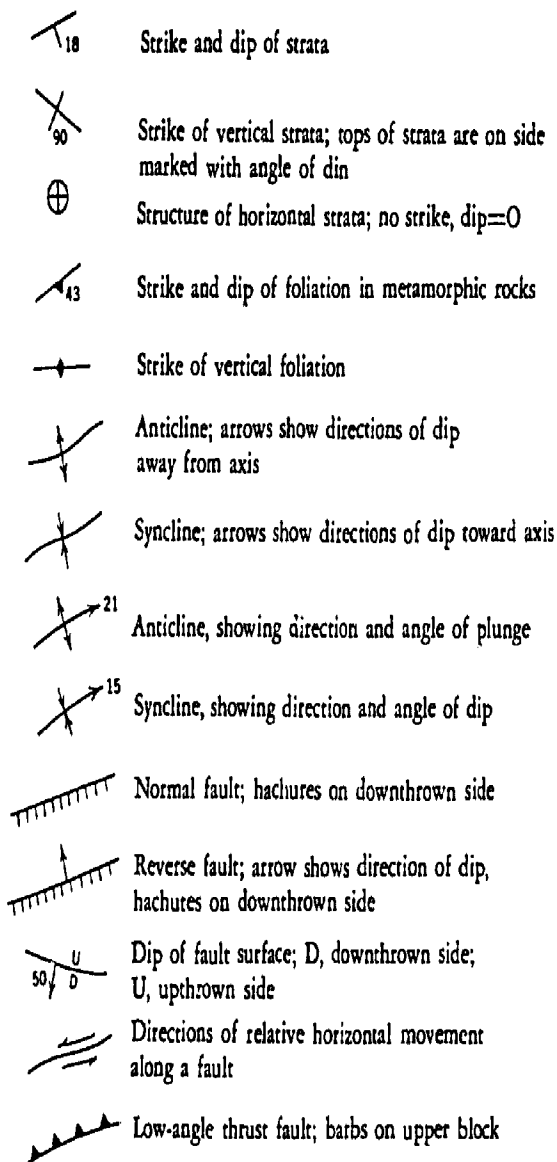 18 Strike and dip of strata
90 Strike of vertical strata; tops of strata are on side
marked with angle of din
Structure of horizontal strata; no strike, dip=O
43 Strike and dip of foliation in metamorphic rocks
Strike of vertical foliation
Anticline; arrows show directions of dip
away from axis
Syncline; arrows show directions of dip toward axis
21 Anticline, showing direction and angle of plunge
15 Syncline, showing direction and angle of dip
Normal fault; hachures on downthrown side
Reverse fault; arrow shows direction of dip,
hachures on downthrown side
U Dip of fault surface; D, downthrown side;
50 D U, upthrown side
Directions of relative horizontal movement
along a fault
Low-angle thrust fault; barbs on upper block